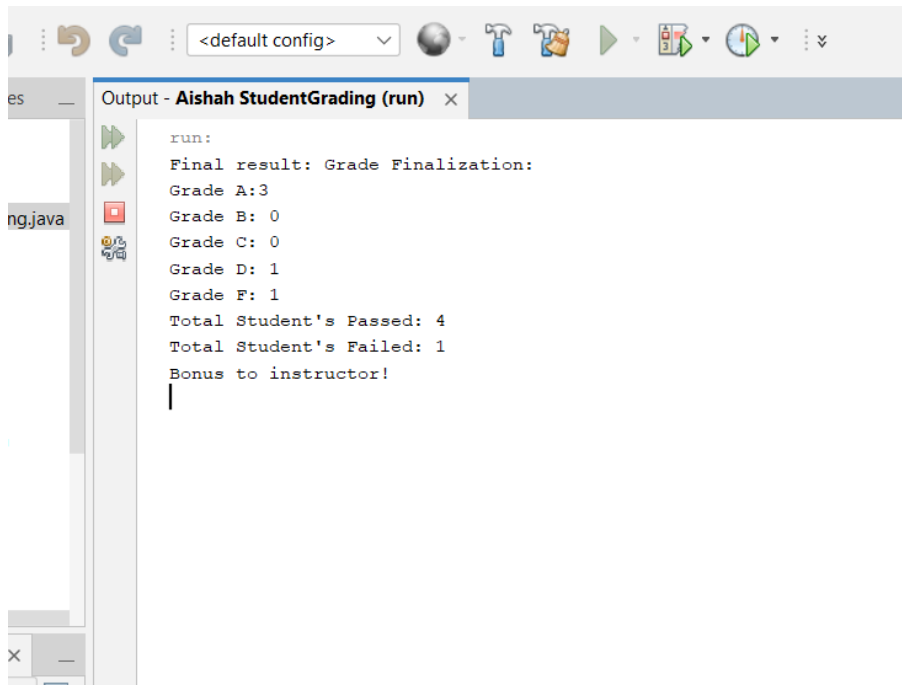 <default config>
es
Output - Aishah StudentGrading (run)
ng.java
run:
Final result: Grade Finalization:
Grade A:3
Grade B: 0
Grade C: 0
Grade D: 1
Grade F: 1
Total Student's Passed: 4
Total Student's Failed: 1
Bonus to instructor!